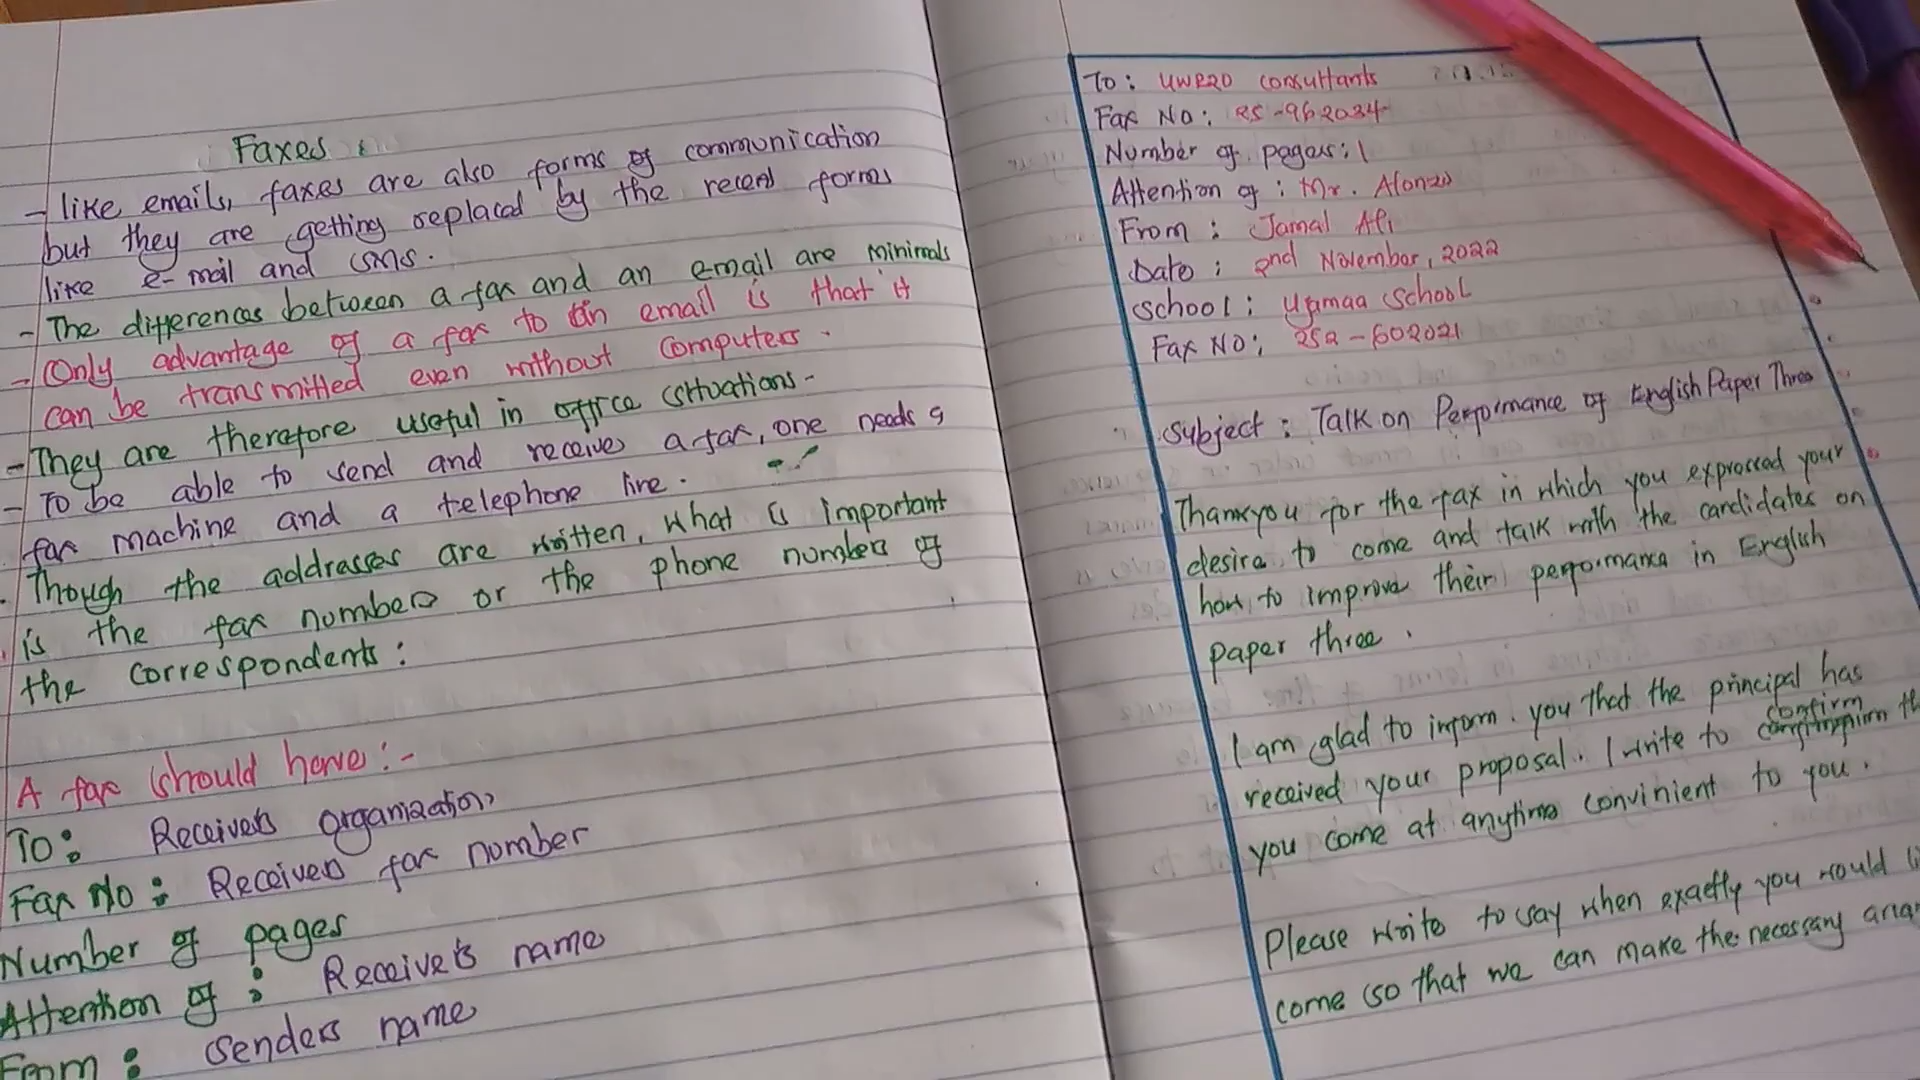 Faxes :
- like emails, faxes are also forms of communication
but they are getting replaced by the recent forms
like e-mail and SMS.
- The differences between a fax and an email are minimals
- Only advantage of a fax to an email is that it
can be transmitted even without computers.
- They are therefore useful in office situations-
- To be able to send and receive a fax, one needs a
fax machine and a telephone line.
. Though the addresses are written, what is important
is the fax numbers or the phone numbers of
the correspondents:
A fax should have:-
To: Receivers organization
Fax No: Receivers fax number
Number of pages
Attention of: Receiver's name
From: Senders name
To: consultants
Fax No: 25-962034
Number of pages: 1
Attention of: Mr. Alonzo
From: Jamal Ali
Date: 2nd November, 2022
School: School
Fax No: 252-602021
Subject: Talk on Performance of English Paper Three
Thankyou for the fax in which you expressed your
desire to come and talk with the candidates on
how to improve their performance in English
paper three.
I am glad to inform you that the principal has
received your proposal. I write to confirm
you come at anytime convinient to you.
Please write to say when exactly you would
come so that we can make the necessary